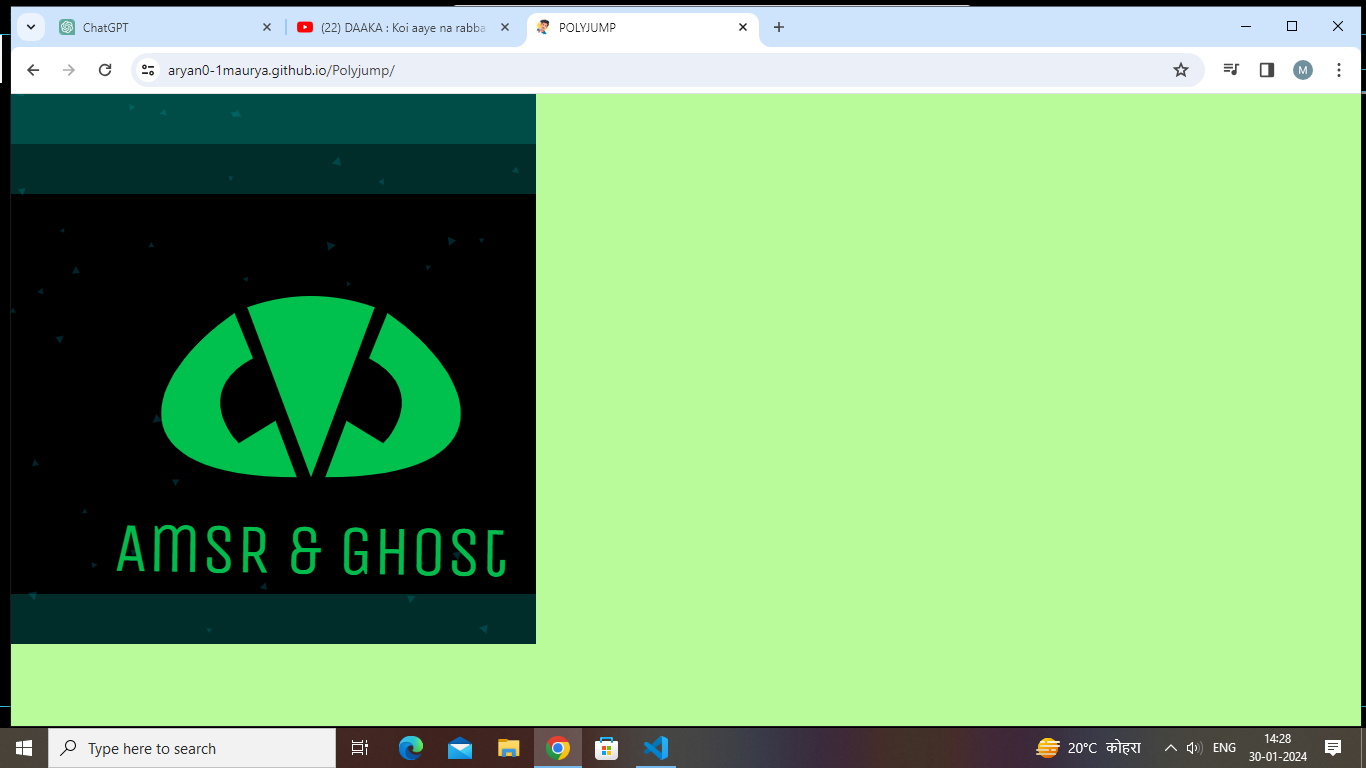 ChatGPT
(22) DAAKA : Koi aaye na rabba
POLYJUMP
aryan0-1maurya.github.io/Polyjump/
M
AmSR & GHOSt
Type here to search
20°C कोहरा
ENG
14:28
30-01-2024